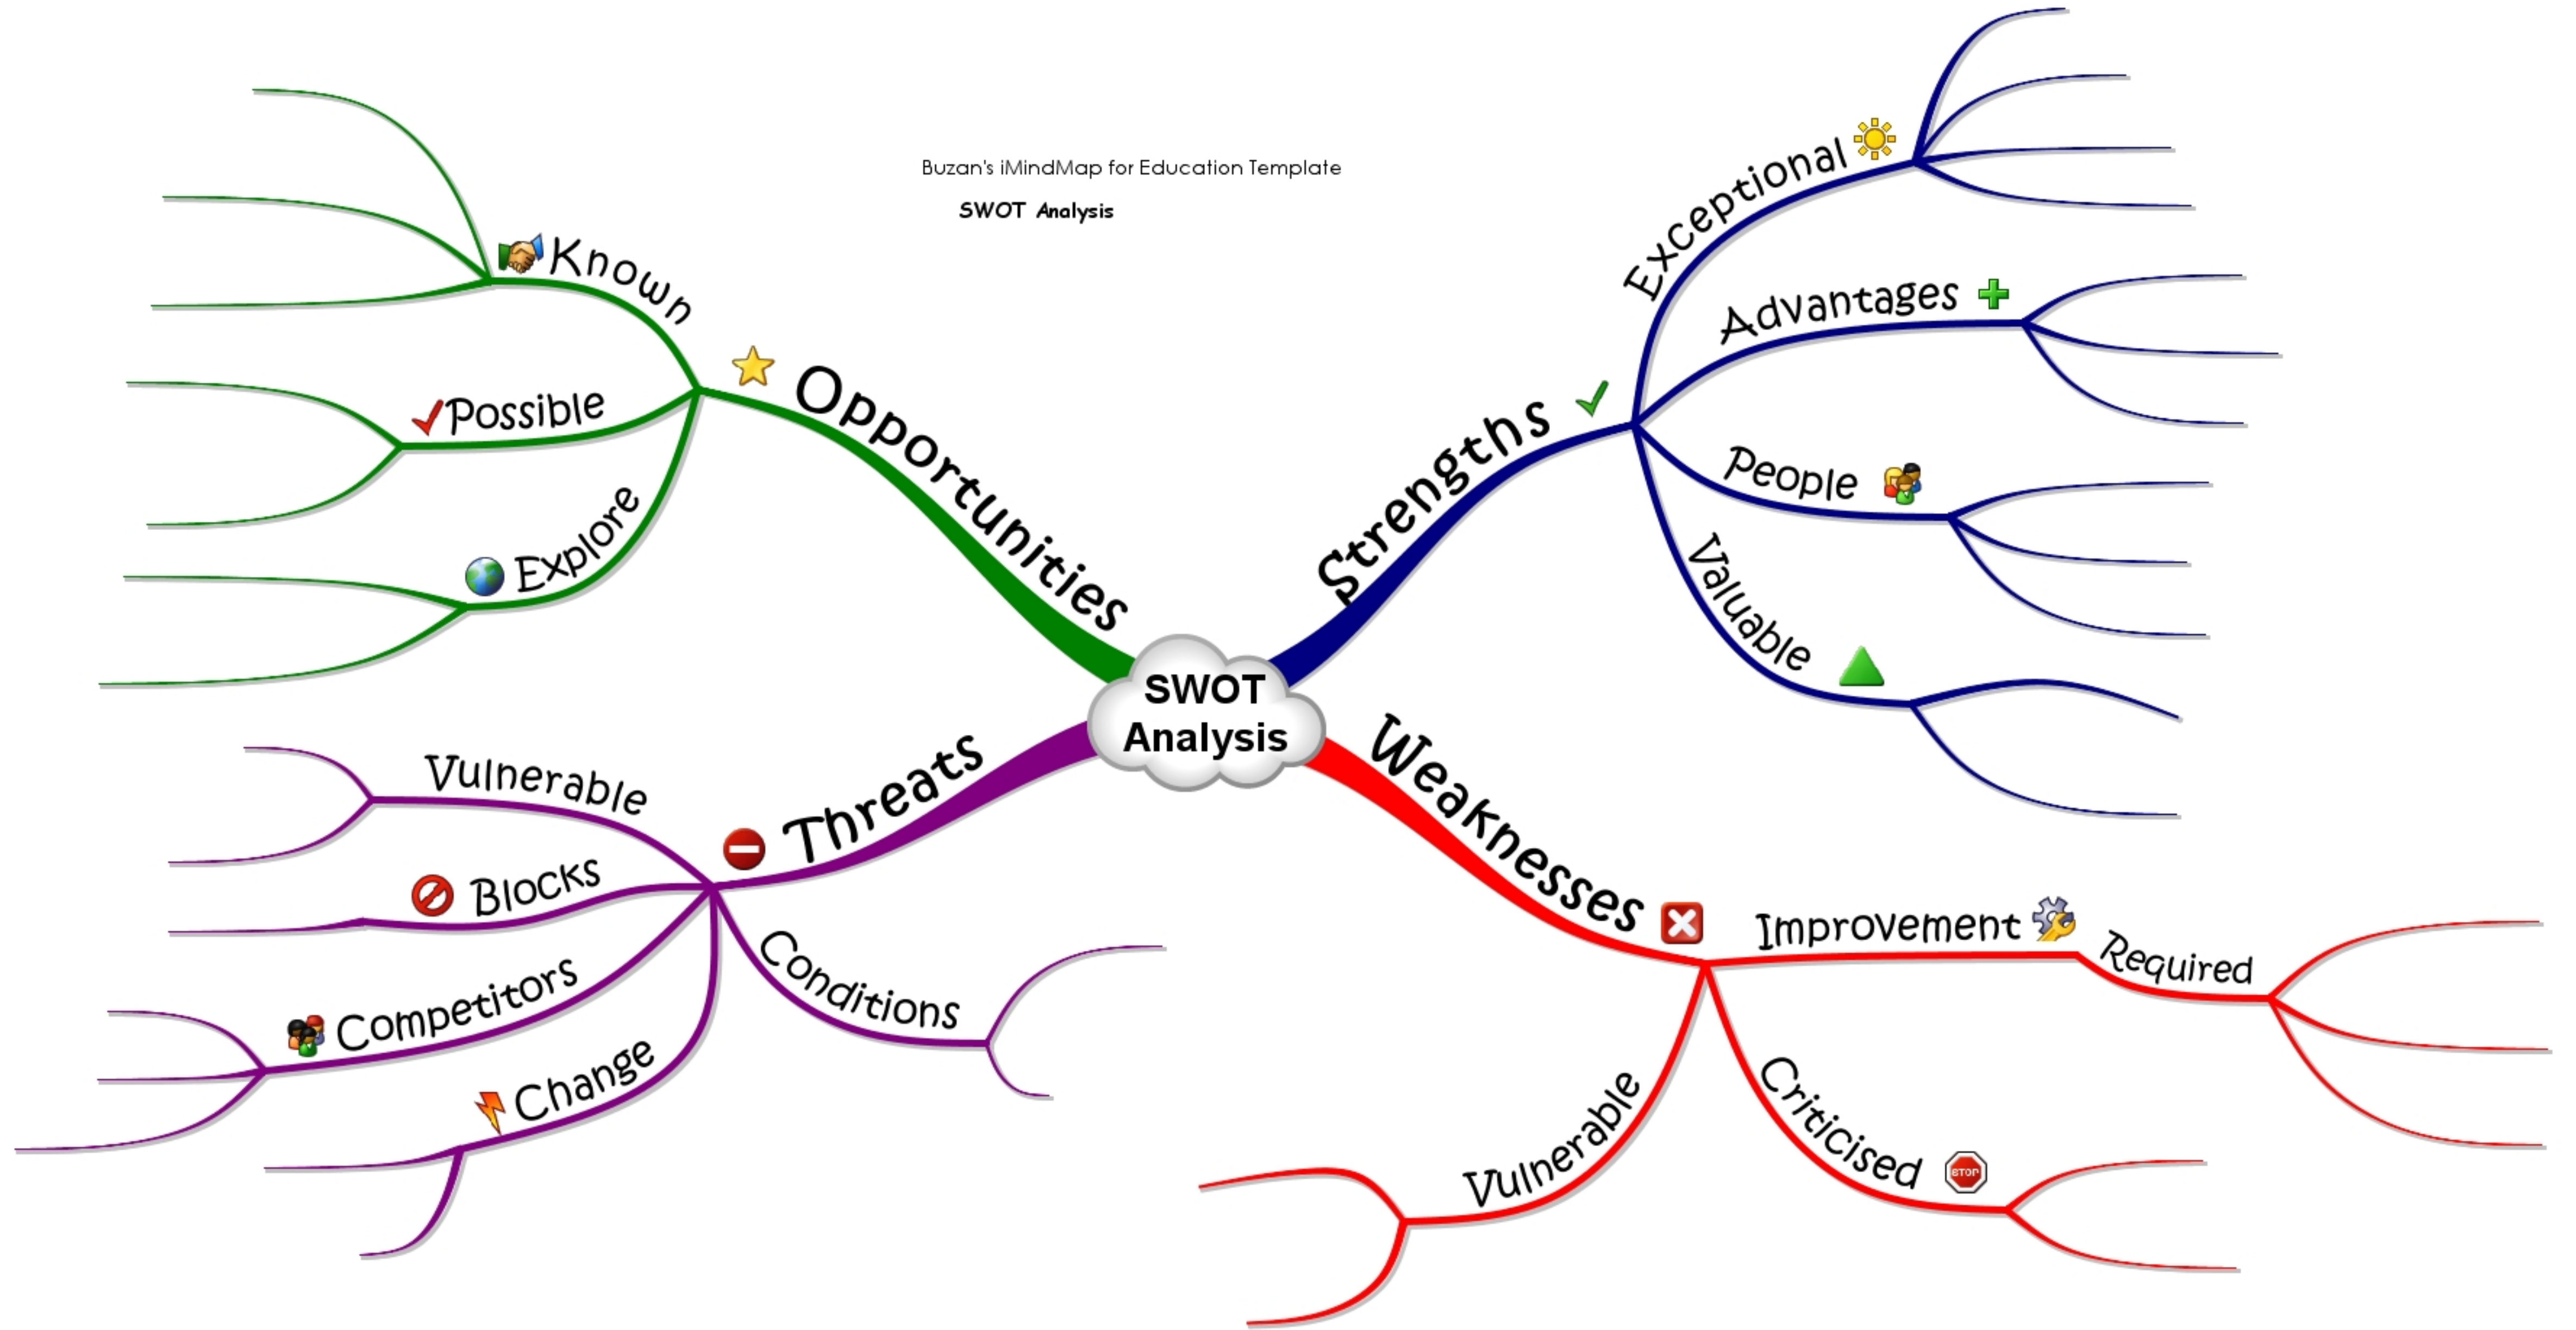 Buzan's iMindMap for Education Template
SWOT Analysis
SWOT
Analysis
Strengths
Exceptional
Advantages
People
Valuable
Weaknesses
Improvement
Required
Criticised
STOP
Vulnerable
Opportunities
Known
Possible
Explore
Threats
Vulnerable
Blocks
Competitors
Change
Conditions